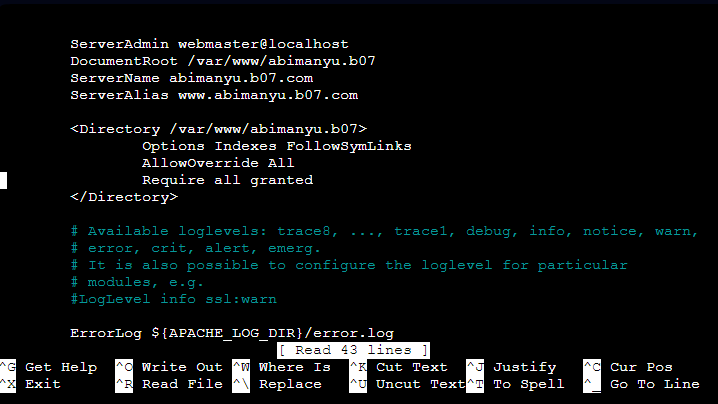 ServerAdmin webmaster@localhost
DocumentRoot /var/www/abimanyu.b07
ServerName abimanyu.b07.com
ServerAlias www.abimanyu.b07.com
<Directory /var/www/abimanyu.b07>
Options Indexes FollowSymLinks
AllowOverride All
Require all granted
</Directory>
# Available loglevels: trace8, ..., trace1, debug, info, notice, warn,
# error, crit, alert, emerg.
# It is also possible to configure the loglevel for particular
# modules, e.g.
#LogLevel info ssl:warn
ErrorLog ${APACHE_LOG_DIR}/error.log
[ Read 43 lines ]
^G Get Help ^O Write Out ^W Where Is ^K Cut Text ^J Justify ^C Cur Pos
^X Exit ^R Read File ^\ Replace ^U Uncut Text ^T To Spell ^_ Go To Line